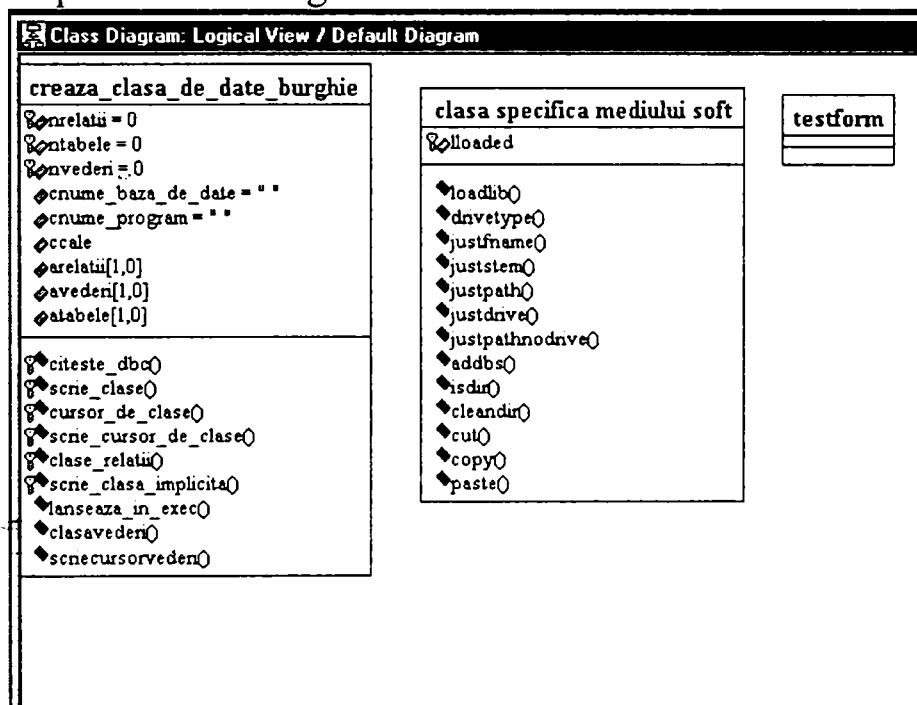 Class Diagram: Logical View / Default Diagram
creaza_clasa_de_date_burghie
nrelatii = 0
ntabele = 0
nvederi = 0
cnume_baza_de_date = " "
cnume_program = " "
ccale
arelatii[1,0]
avederi[1,0]
atabele[1,0]
citeste_dbc()
scrie_clase()
cursor_de_clase()
scrie_cursor_de_clase()
clase_relatii()
scrie_clasa_implicita()
lanseaza_in_exec()
clasavederi()
scriecursorvederi()
clasa specifica mediului soft
lloaded
loadlib()
drivetype()
justfname()
juststem()
justpath()
justdrive()
justpathnodrive()
addbs()
isdir()
cleandir()
cut()
copy()
paste()
testform